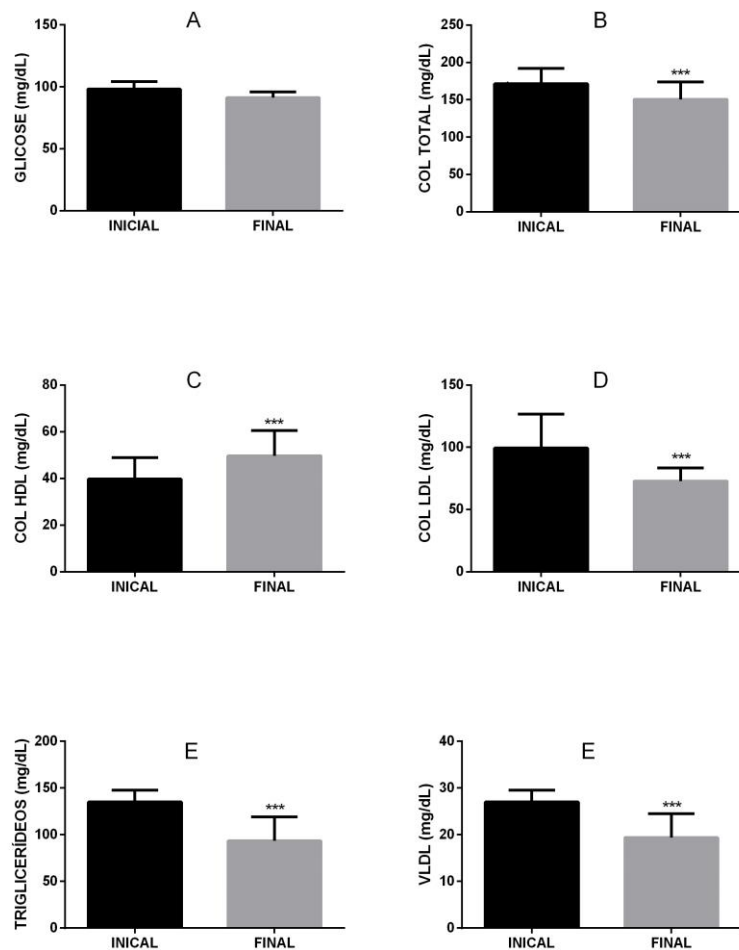 A
GLICOSE (mg/dL)
150
100
50
0
INICIAL FINAL
B
COL TOTAL (mg/dL)
250
200
150
100
50
0
***
INICAL FINAL
C
COL HDL (mg/dL)
80
60
40
20
0
***
INICAL FINAL
D
COL LDL (mg/dL)
150
100
50
0
***
INICAL FINAL
E
TRIGLICERÍDEOS (mg/dL)
200
150
100
50
0
***
INICAL FINAL
E
VLDL (mg/dL)
40
30
20
10
0
***
INICAL FINAL